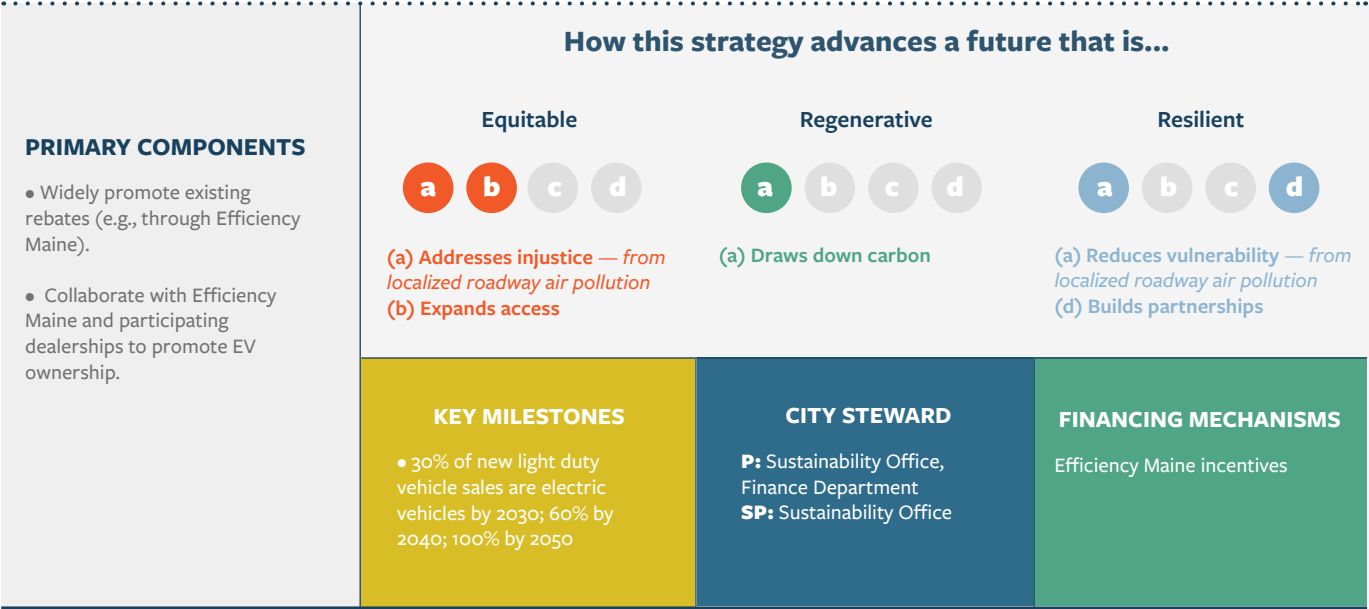 PRIMARY COMPONENTS
● Widely promote existing
rebates (e.g., through Efficiency
Maine).
● Collaborate with Efficiency
Maine and participating
dealerships to promote EV
ownership.
How this strategy advances a future that is...
Equitable
a b c d
(a) Addresses injustice — from
localized roadway air pollution
(b) Expands access
Regenerative
a b c d
(a) Draws down carbon
Resilient
a b c d
(a) Reduces vulnerability — from
localized roadway air pollution
(d) Builds partnerships
KEY MILESTONES
● 30% of new light duty
vehicle sales are electric
vehicles by 2030; 60% by
2040; 100% by 2050
CITY STEWARD
P: Sustainability Office,
Finance Department
SP: Sustainability Office
FINANCING MECHANISMS
Efficiency Maine incentives